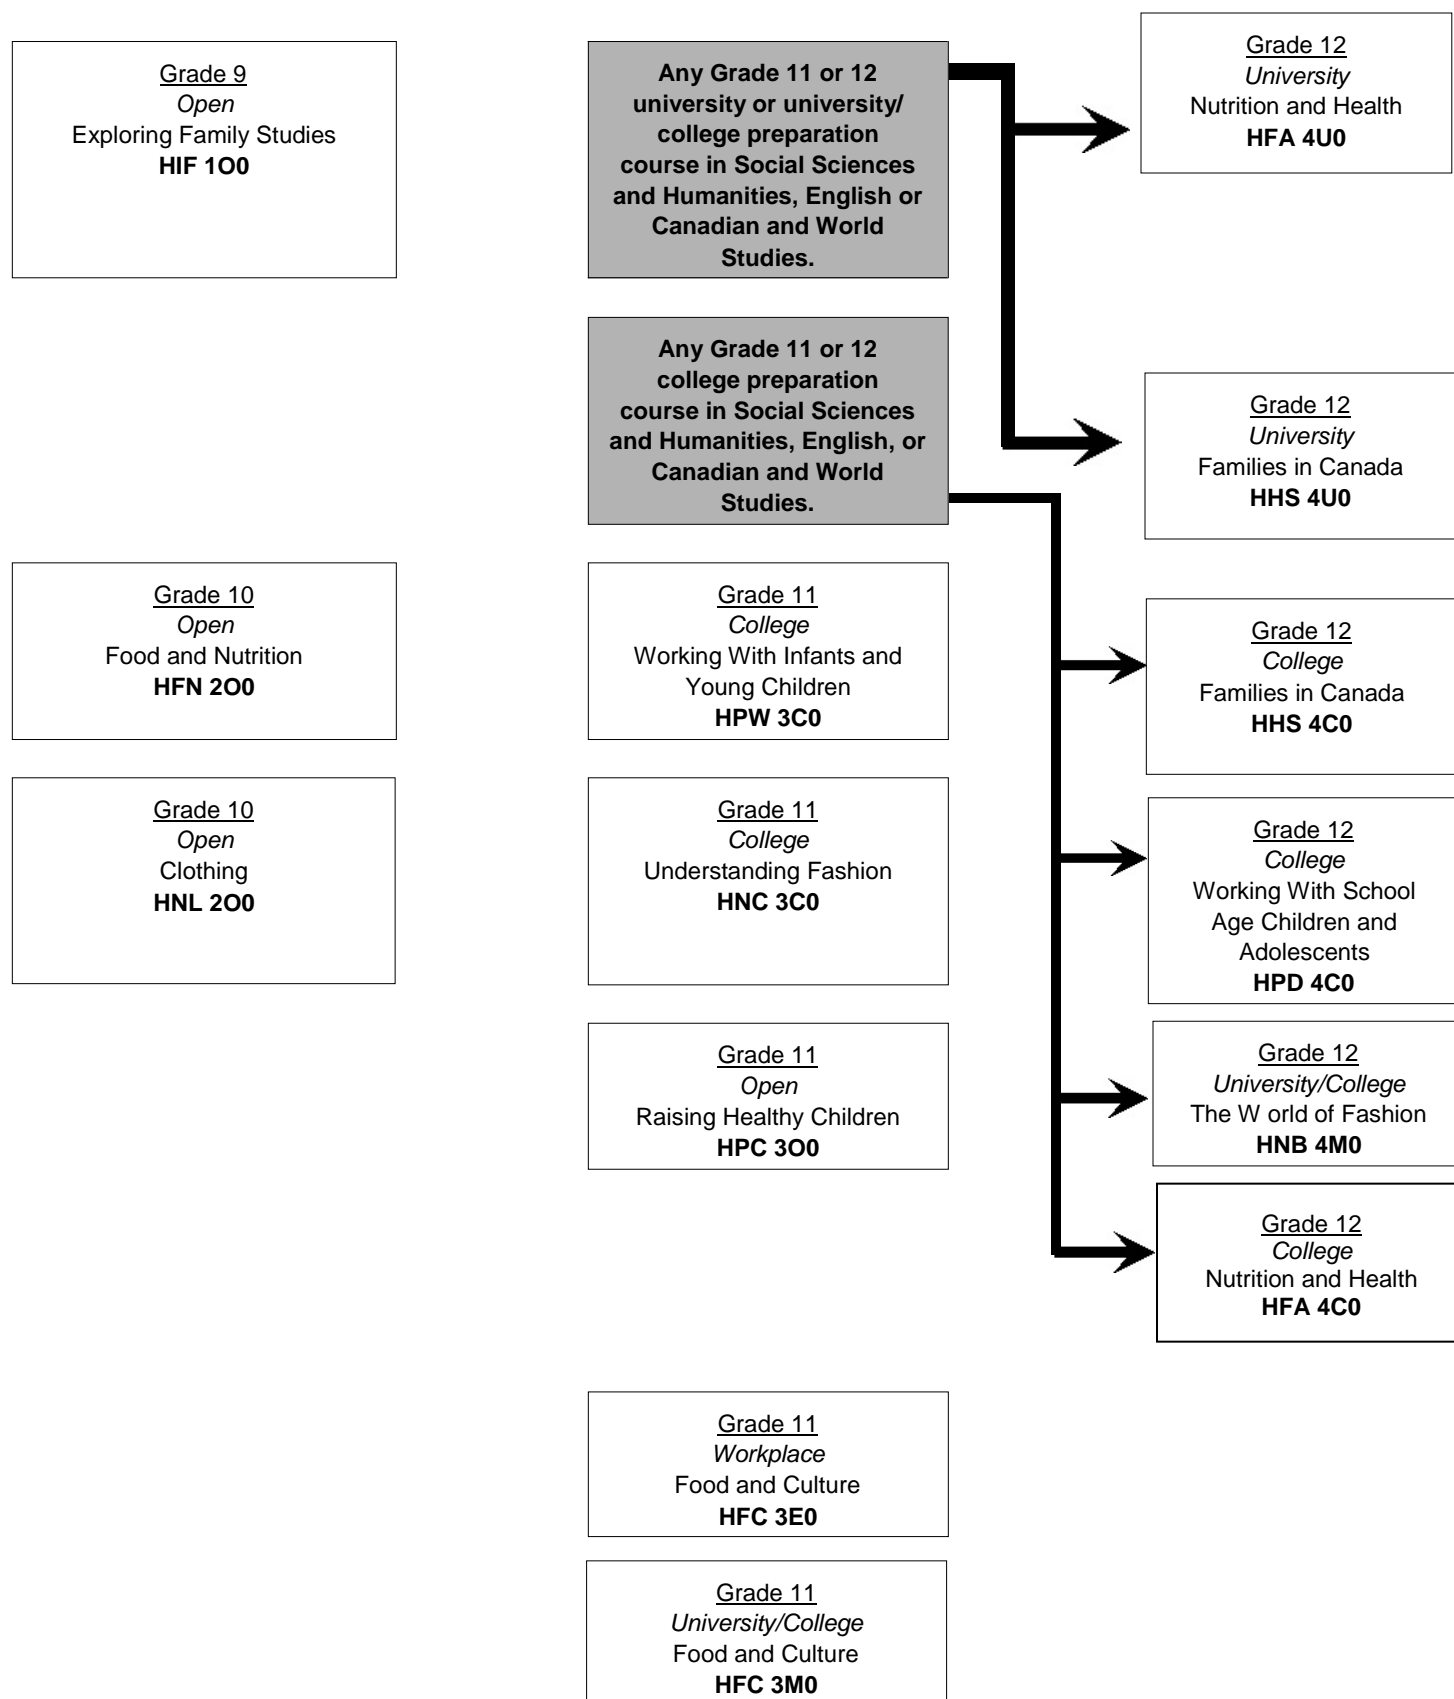 Grade 9
Open
Exploring Family Studies
HIF 1O0
Any Grade 11 or 12
university or university/
college preparation
course in Social Sciences
and Humanities, English or
Canadian and World
Studies.
Grade 12
University
Nutrition and Health
HFA 4U0
Any Grade 11 or 12
college preparation
course in Social Sciences
and Humanities, English, or
Canadian and World
Studies.
Grade 12
University
Families in Canada
HHS 4U0
Grade 10
Open
Food and Nutrition
HFN 2O0
Grade 11
College
Working With Infants and
Young Children
HPW 3C0
Grade 12
College
Families in Canada
HHS 4C0
Grade 10
Open
Clothing
HNL 2O0
Grade 11
College
Understanding Fashion
HNC 3C0
Grade 12
College
Working With School
Age Children and
Adolescents
HPD 4C0
Grade 11
Open
Raising Healthy Children
HPC 3O0
Grade 12
University/College
The W orld of Fashion
HNB 4M0
Grade 12
College
Nutrition and Health
HFA 4C0
Grade 11
Workplace
Food and Culture
HFC 3E0
Grade 11
University/College
Food and Culture
HFC 3M0